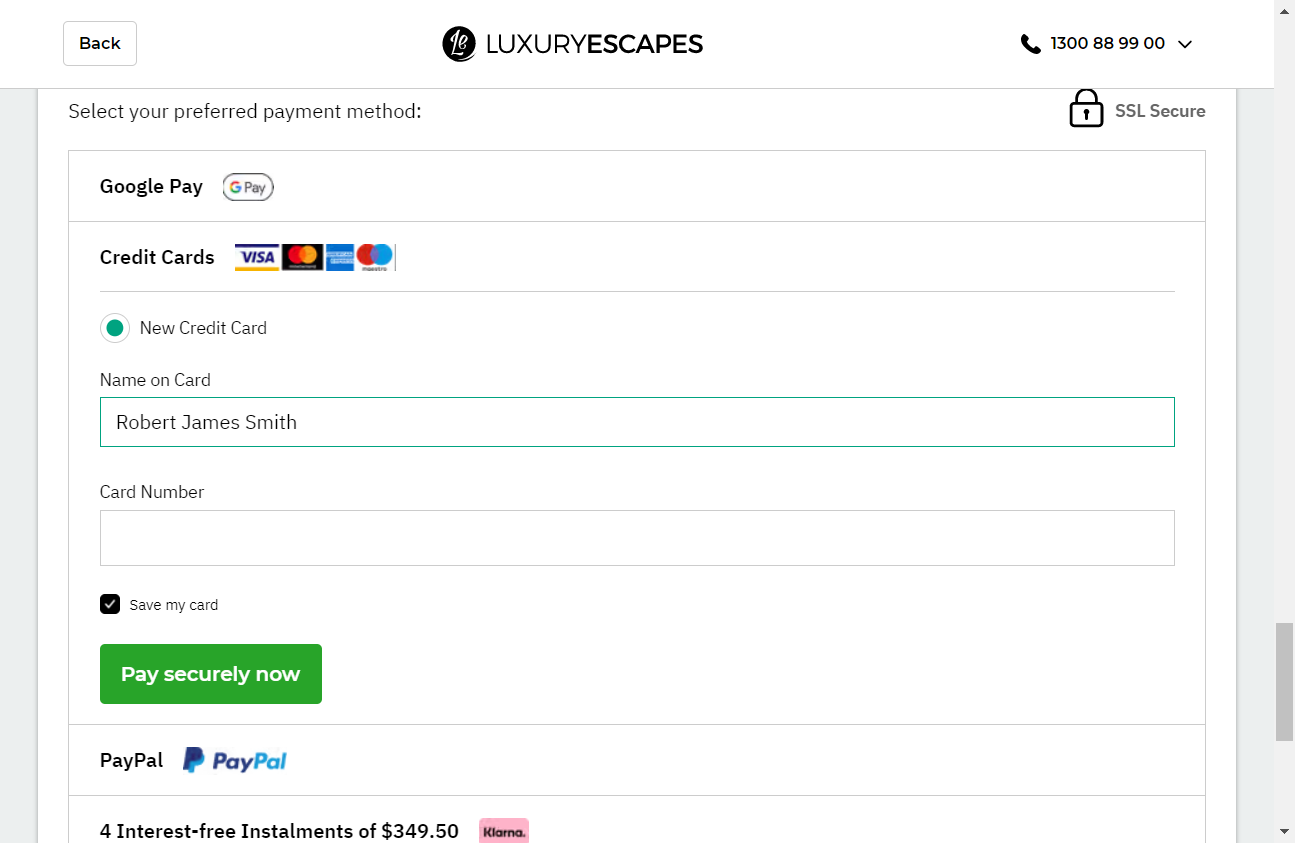 Back
LUXURYESCAPES
1300 88 99 00
Select your preferred payment method:
SSL Secure
Google Pay
G Pay
Credit Cards
VISA
New Credit Card
Name on Card
Robert James Smith
Card Number
Save my card
Pay securely now
PayPal
PayPal
4 Interest-free Instalments of $349.50
Klarna.